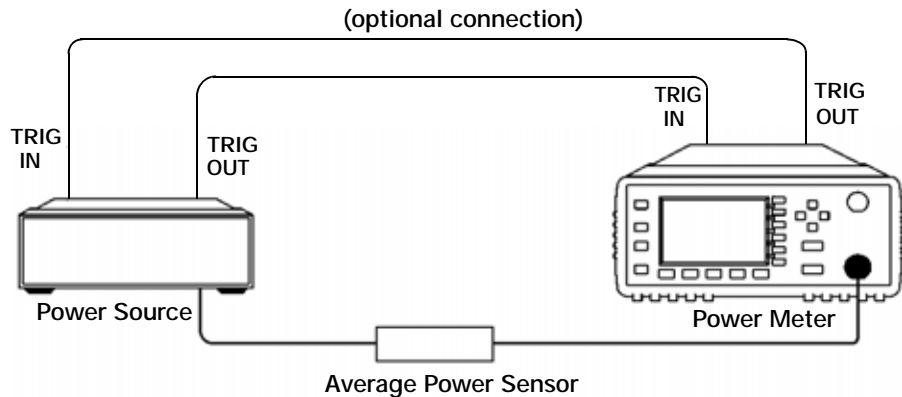 (optional connection)
TRIG
IN
TRIG
OUT
TRIG
IN
TRIG
OUT
Power Source
Power Meter
Average Power Sensor